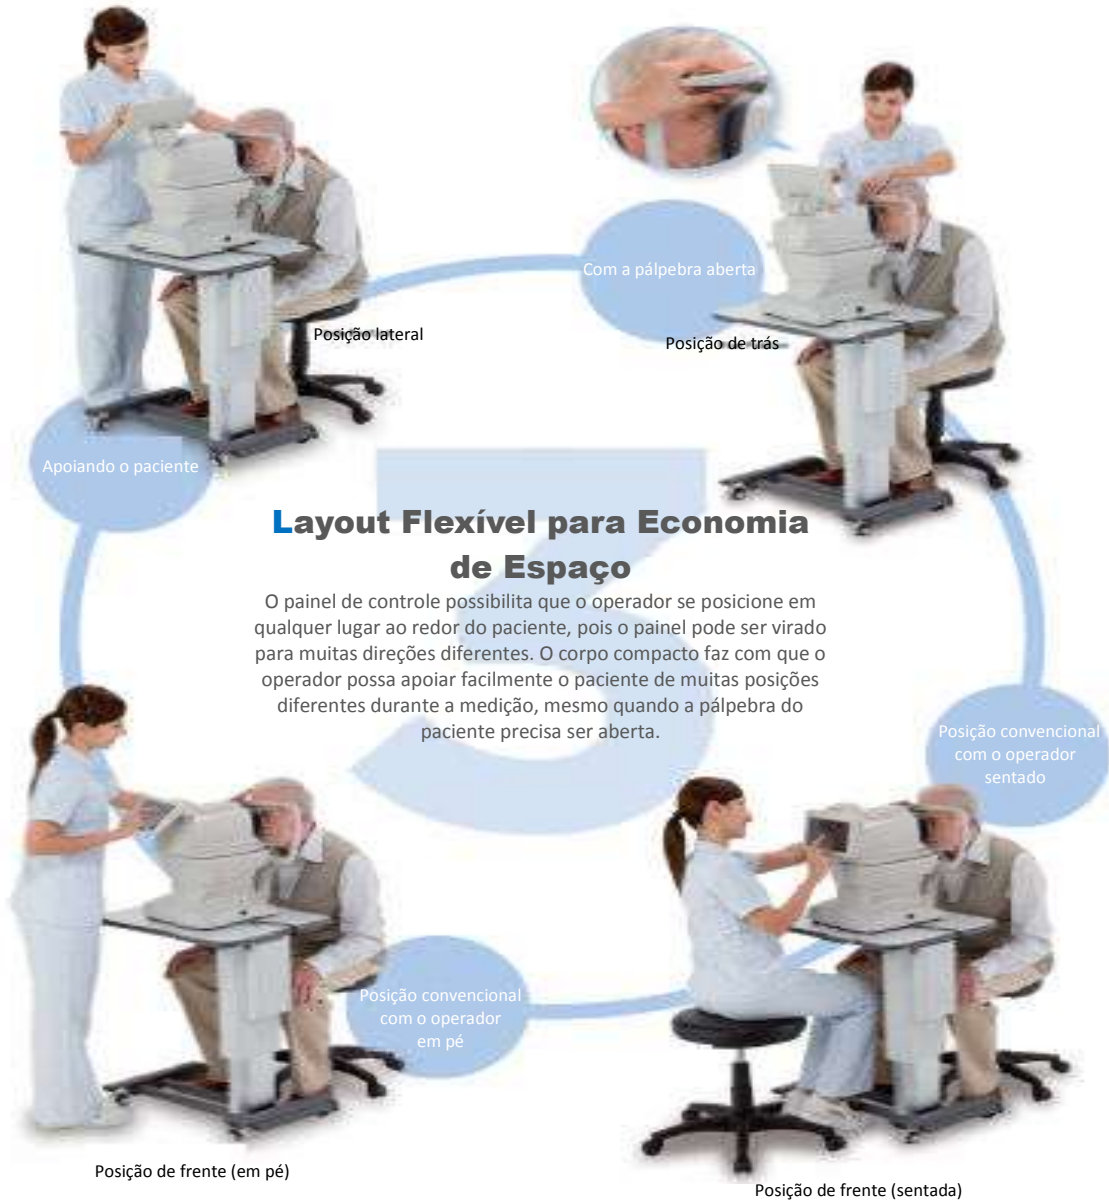 Com a pálpebra aberta
Posição lateral
Posição de trás
Apoiando o paciente
3
Layout Flexível para Economia
de Espaço
O painel de controle possibilita que o operador se posicione em
qualquer lugar ao redor do paciente, pois o painel pode ser virado
para muitas direções diferentes. O corpo compacto faz com que o
operador possa apoiar facilmente o paciente de muitas posições
diferentes durante a medição, mesmo quando a pálpebra do
paciente precisa ser aberta.
Posição convencional
com o operador
sentado
Posição convencional
com o operador
em pé
Posição de frente (em pé)
Posição de frente (sentada)